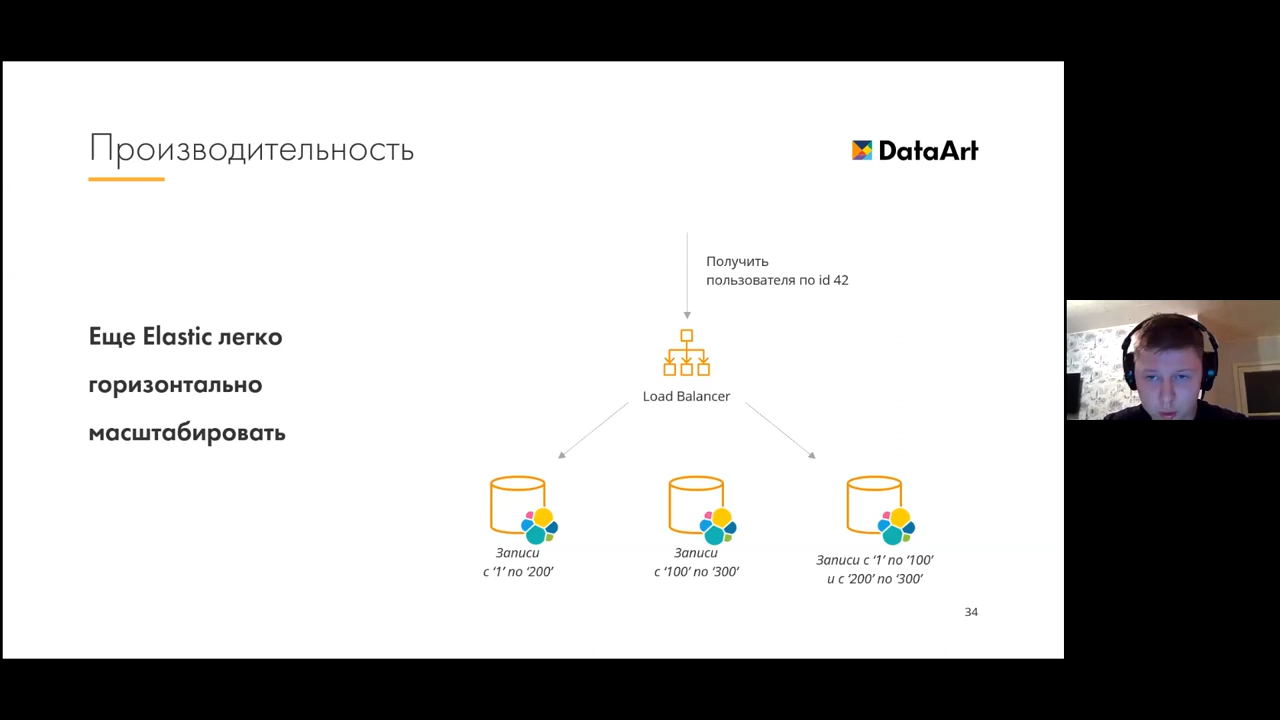 Производительность
DataArt
Получить
пользователя по id 42
Еще Elastic легко
горизонтально
масштабировать
Load Balancer
Записи
с ‘1’ по ‘200’
Записи
с ‘100’ по ‘300’
Записи с ‘1’ по ‘100’
и с ‘200’ по ‘300’
34